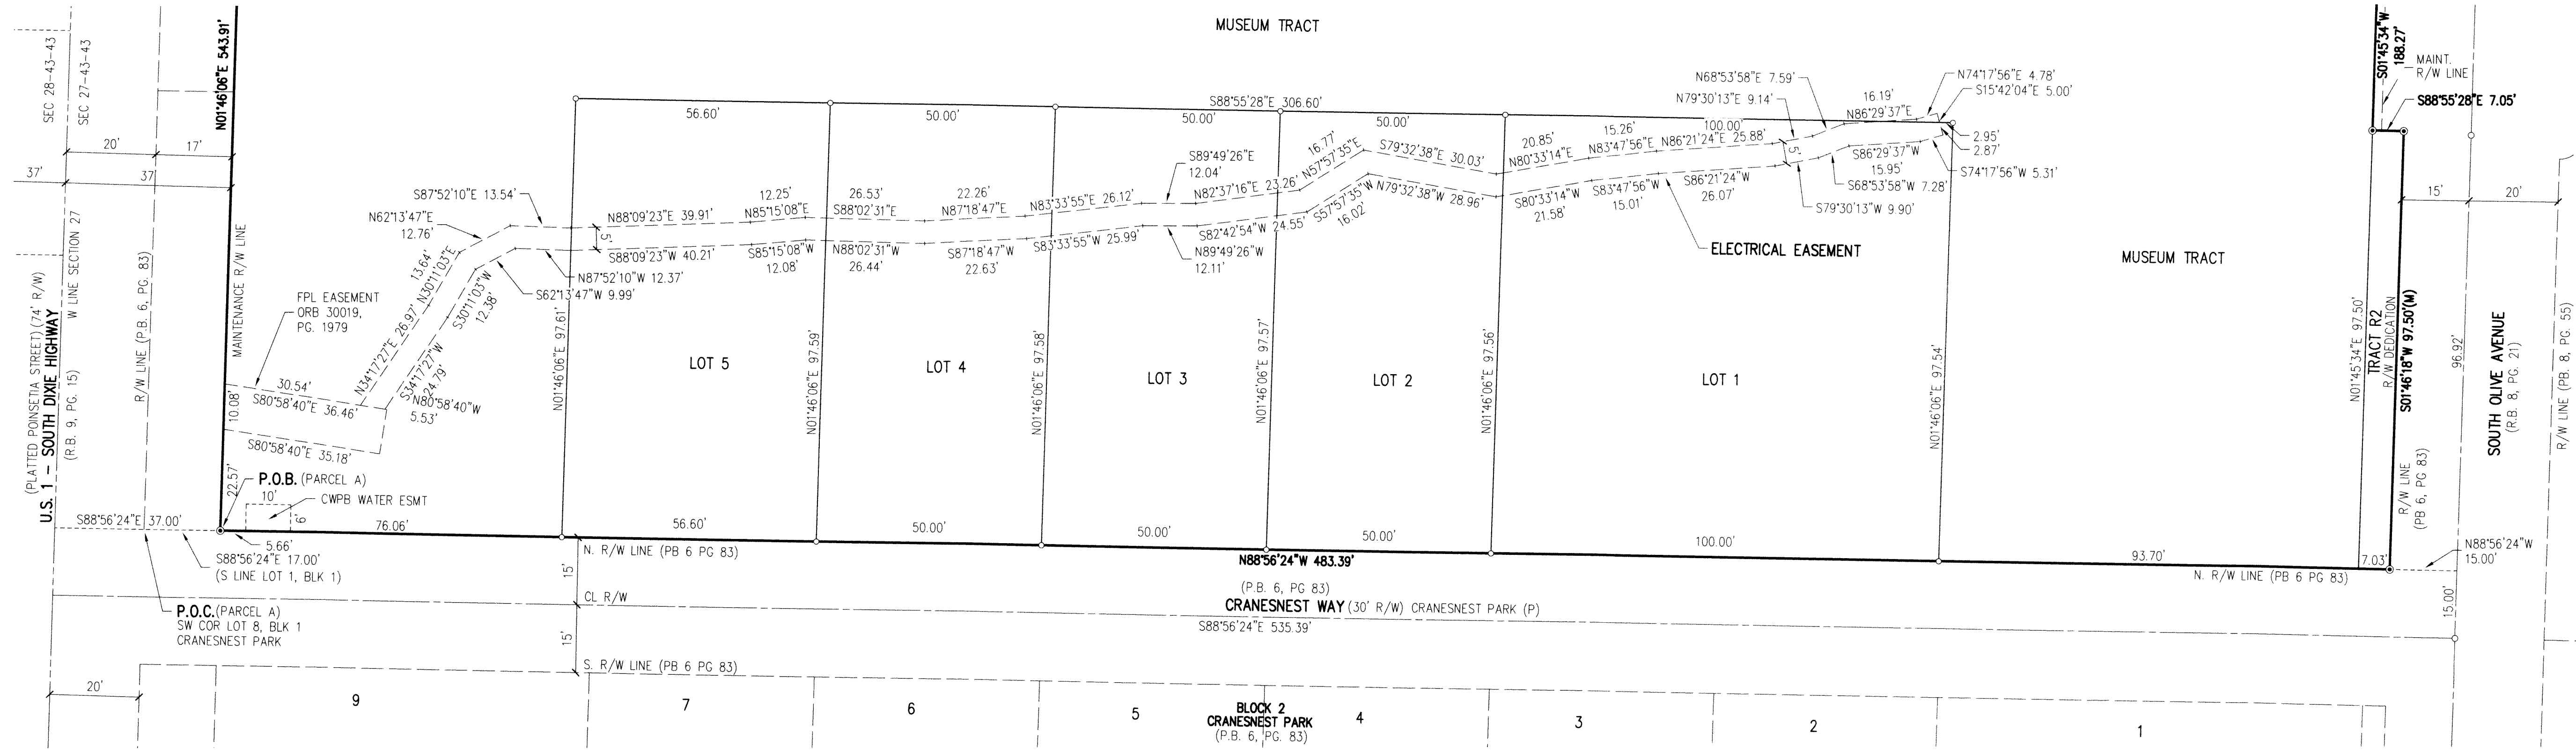 MUSEUM TRACT
SEC 28-43-43
SEC 27-43-43
N01°46'06"E 543.91'
S01°45'34"W
188.27'
MAINT.
R/W LINE
S88°55'28"E 7.05'
20'
17'
37'
37'
S88°55'28"E 306.60'
56.60'
50.00'
50.00'
50.00'
100.00'
N68°53'58"E 7.59'
N79°30'13"E 9.14'
16.19'
N86°29'37"E
N74°17'56"E 4.78'
S15°42'04"E 5.00'
2.95'
2.87'
S87°52'10"E 13.54'
N62°13'47"E
12.76'
13.64'
N30°11'03"E
N88°09'23"E 39.91'
12.25'
N85°15'08"E
26.53'
S88°02'31"E
22.26'
N87°18'47"E
N83°33'55"E 26.12'
S89°49'26"E
12.04'
N82°37'16"E 23.26'
16.77'
N57°57'35"E
S79°32'38"E 30.03'
20.85'
N80°33'14"E
15.26'
N83°47'56"E
N86°21'24"E 25.88'
5'
S86°29'37"W
15.95'
S74°17'56"W 5.31'
S68°53'58"W 7.28'
S79°30'13"W 9.90'
5'
S88°09'23"W 40.21'
S85°15'08"W
12.08'
N88°02'31"W
26.44'
S87°18'47"W
22.63'
S83°33'55"W 25.99'
N89°49'26"W
12.11'
S82°42'54"W 24.55'
S57°57'35"W
16.02'
N79°32'38"W 28.96'
S80°33'14"W
21.58'
S83°47'56"W
15.01'
S86°21'24"W
26.07'
ELECTRICAL EASEMENT
MUSEUM TRACT
N87°52'10"W 12.37'
S62°13'47"W 9.99'
S30°11'03"W
12.38'
N34°17'27"E 26.97'
S34°17'27"W
24.79'
N80°58'40"W
5.53'
FPL EASEMENT
ORB 30019,
PG. 1979
30.54'
S80°58'40"E 36.46'
10.08'
S80°58'40"E 35.18'
22.57'
(PLATTED POINSETIA STREET) (74' R/W)
U.S. 1 - SOUTH DIXIE HIGHWAY
(R.B. 9, PG. 15)
W LINE SECTION 27
R/W LINE (P.B. 6, PG.83)
MAINTENANCE R/W LINE
N01°46'06"E 97.61'
LOT 5
N01°46'06"E 97.59'
LOT 4
N01°46'06"E 97.58'
LOT 3
N01°46'06"E 97.57'
LOT 2
N01°46'06"E 97.56'
LOT 1
N01°46'06"E 97.54'
N01°45'34"E 97.50'
TRACT R2
R/W DEDICATION
S01°46'18"W 97.50'(M)
R/W LINE
(PB 6, PG 83)
15'
20'
96.92'
SOUTH OLIVE AVENUE
(R.B. 8, PG. 21)
R/W LINE (PB. 8, PG. 55)
P.O.B. (PARCEL A)
10'
CWPB WATER ESMT
6'
S88°56'24"E 37.00'
5.66'
S88°56'24"E 17.00'
(S LINE LOT 1, BLK 1)
76.06'
56.60'
50.00'
50.00'
50.00'
100.00'
93.70'
7.03'
N88°56'24"W
15.00'
N. R/W LINE (PB 6 PG 83)
N88°56'24"W 483.39'
N. R/W LINE (PB 6 PG 83)
P.O.C. (PARCEL A)
SW COR LOT 8, BLK 1
CRANESNEST PARK
15'
CL R/W
(P.B. 6, PG 83)
CRANESNEST WAY (30' R/W) CRANESNEST PARK (P)
S88°56'24"E 535.39'
15.00'
15'
S. R/W LINE (PB 6 PG 83)
20'
9
7
6
5
BLOCK 2
CRANESNEST PARK
(P.B. 6, PG. 83)
4
3
2
1